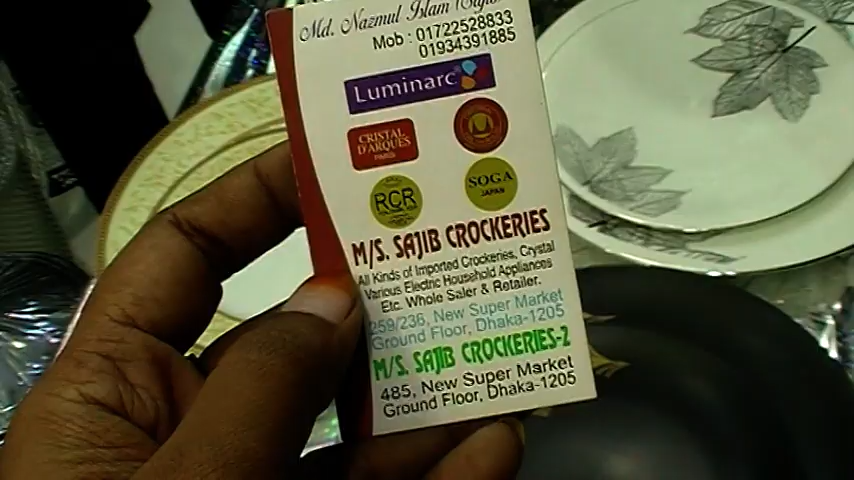 Md. Nazmul Islam
Mob : 01722528833
01934391885
Luminarc
CRISTAL D'ARQUES
PARIS
RCR
SOGA
JAPAN
M/S. SAJIB CROCKERIES
All Kinds of Imported Crockeries, Crystal
Various Electric Household Appliances
Etc. Whole Saler & Retailer.
259/236, New Super Market
Ground Floor, Dhaka-1205
M/S. SAJIB CROCKERIES-2
485, New Super Market
Ground Floor, Dhaka-1205